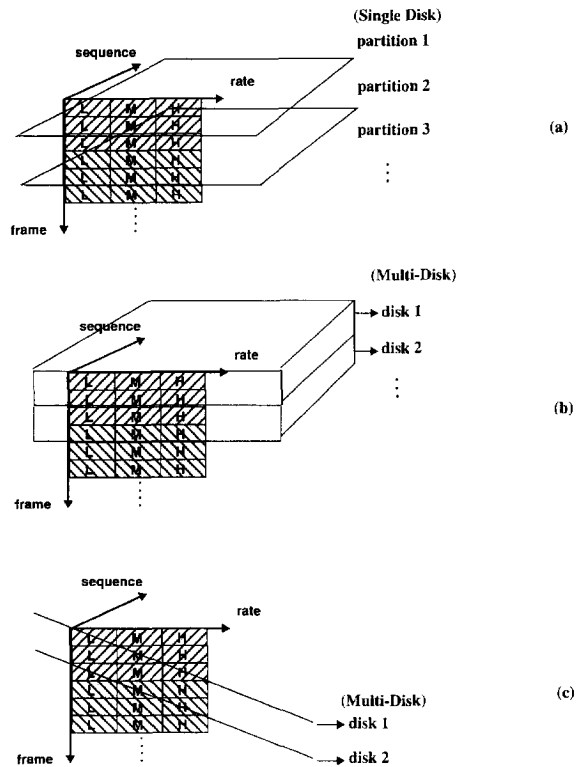 (Single Disk)
partition 1
sequence
rate
partition 2
L M H
L M H
partition 3
(a)
L M H
L M H
L M H
L M H
frame
(Multi-Disk)
disk 1
sequence
disk 2
rate
L M H
L M H
L M H
(b)
L M H
L M H
L M H
frame
sequence
rate
L M H
L M H
L M H
(c)
L M H
(Multi-Disk)
L M H
disk 1
L M H
disk 2
frame